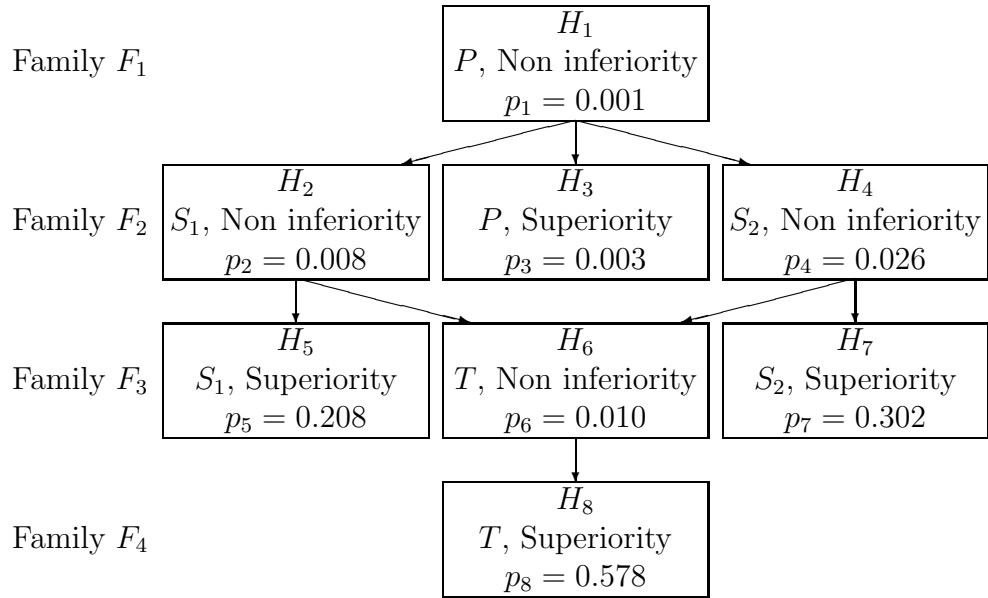 Family F₁
H₁
P, Non inferiority
p₁ = 0.001
Family F₂
H₂
S₁, Non inferiority
p₂ = 0.008
H₃
P, Superiority
p₃ = 0.003
H₄
S₂, Non inferiority
p₄ = 0.026
Family F₃
H₅
S₁, Superiority
p₅ = 0.208
H₆
T, Non inferiority
p₆ = 0.010
H₇
S₂, Superiority
p₇ = 0.302
Family F₄
H₈
T, Superiority
p₈ = 0.578